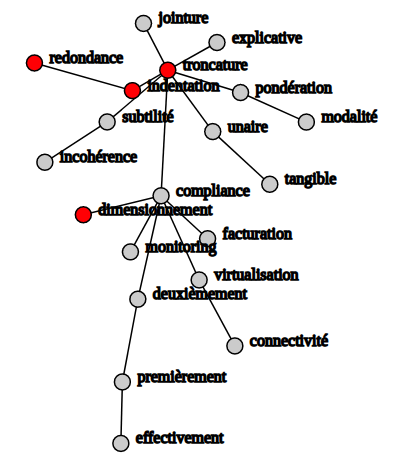 jointure
explicative
redondance
troncature
indentation
pondération
subtilité
modalité
unaire
incohérence
tangible
compliance
dimensionnement
facturation
monitoring
virtualisation
deuxièmement
connectivité
premièrement
effectivement